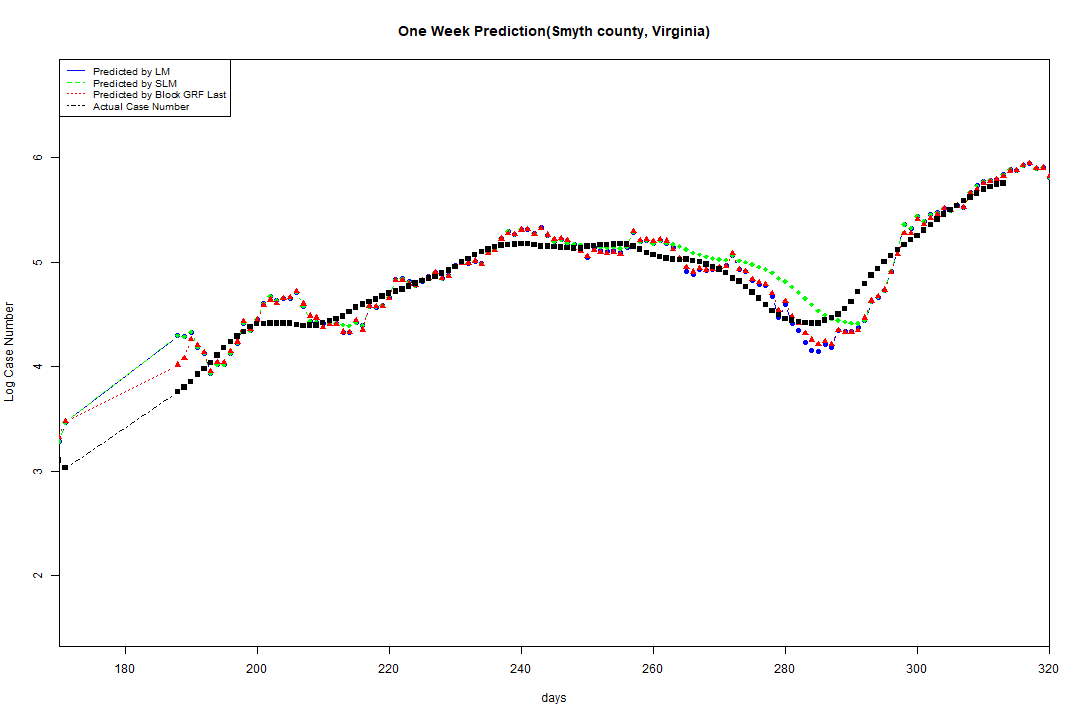 One Week Prediction(Smyth county, Virginia)
Predicted by LM
Predicted by SLM
Predicted by Block GRF Last
Actual Case Number
6
5
4
3
2
Log Case Number
180 200 220 240 260 280 300 320
days